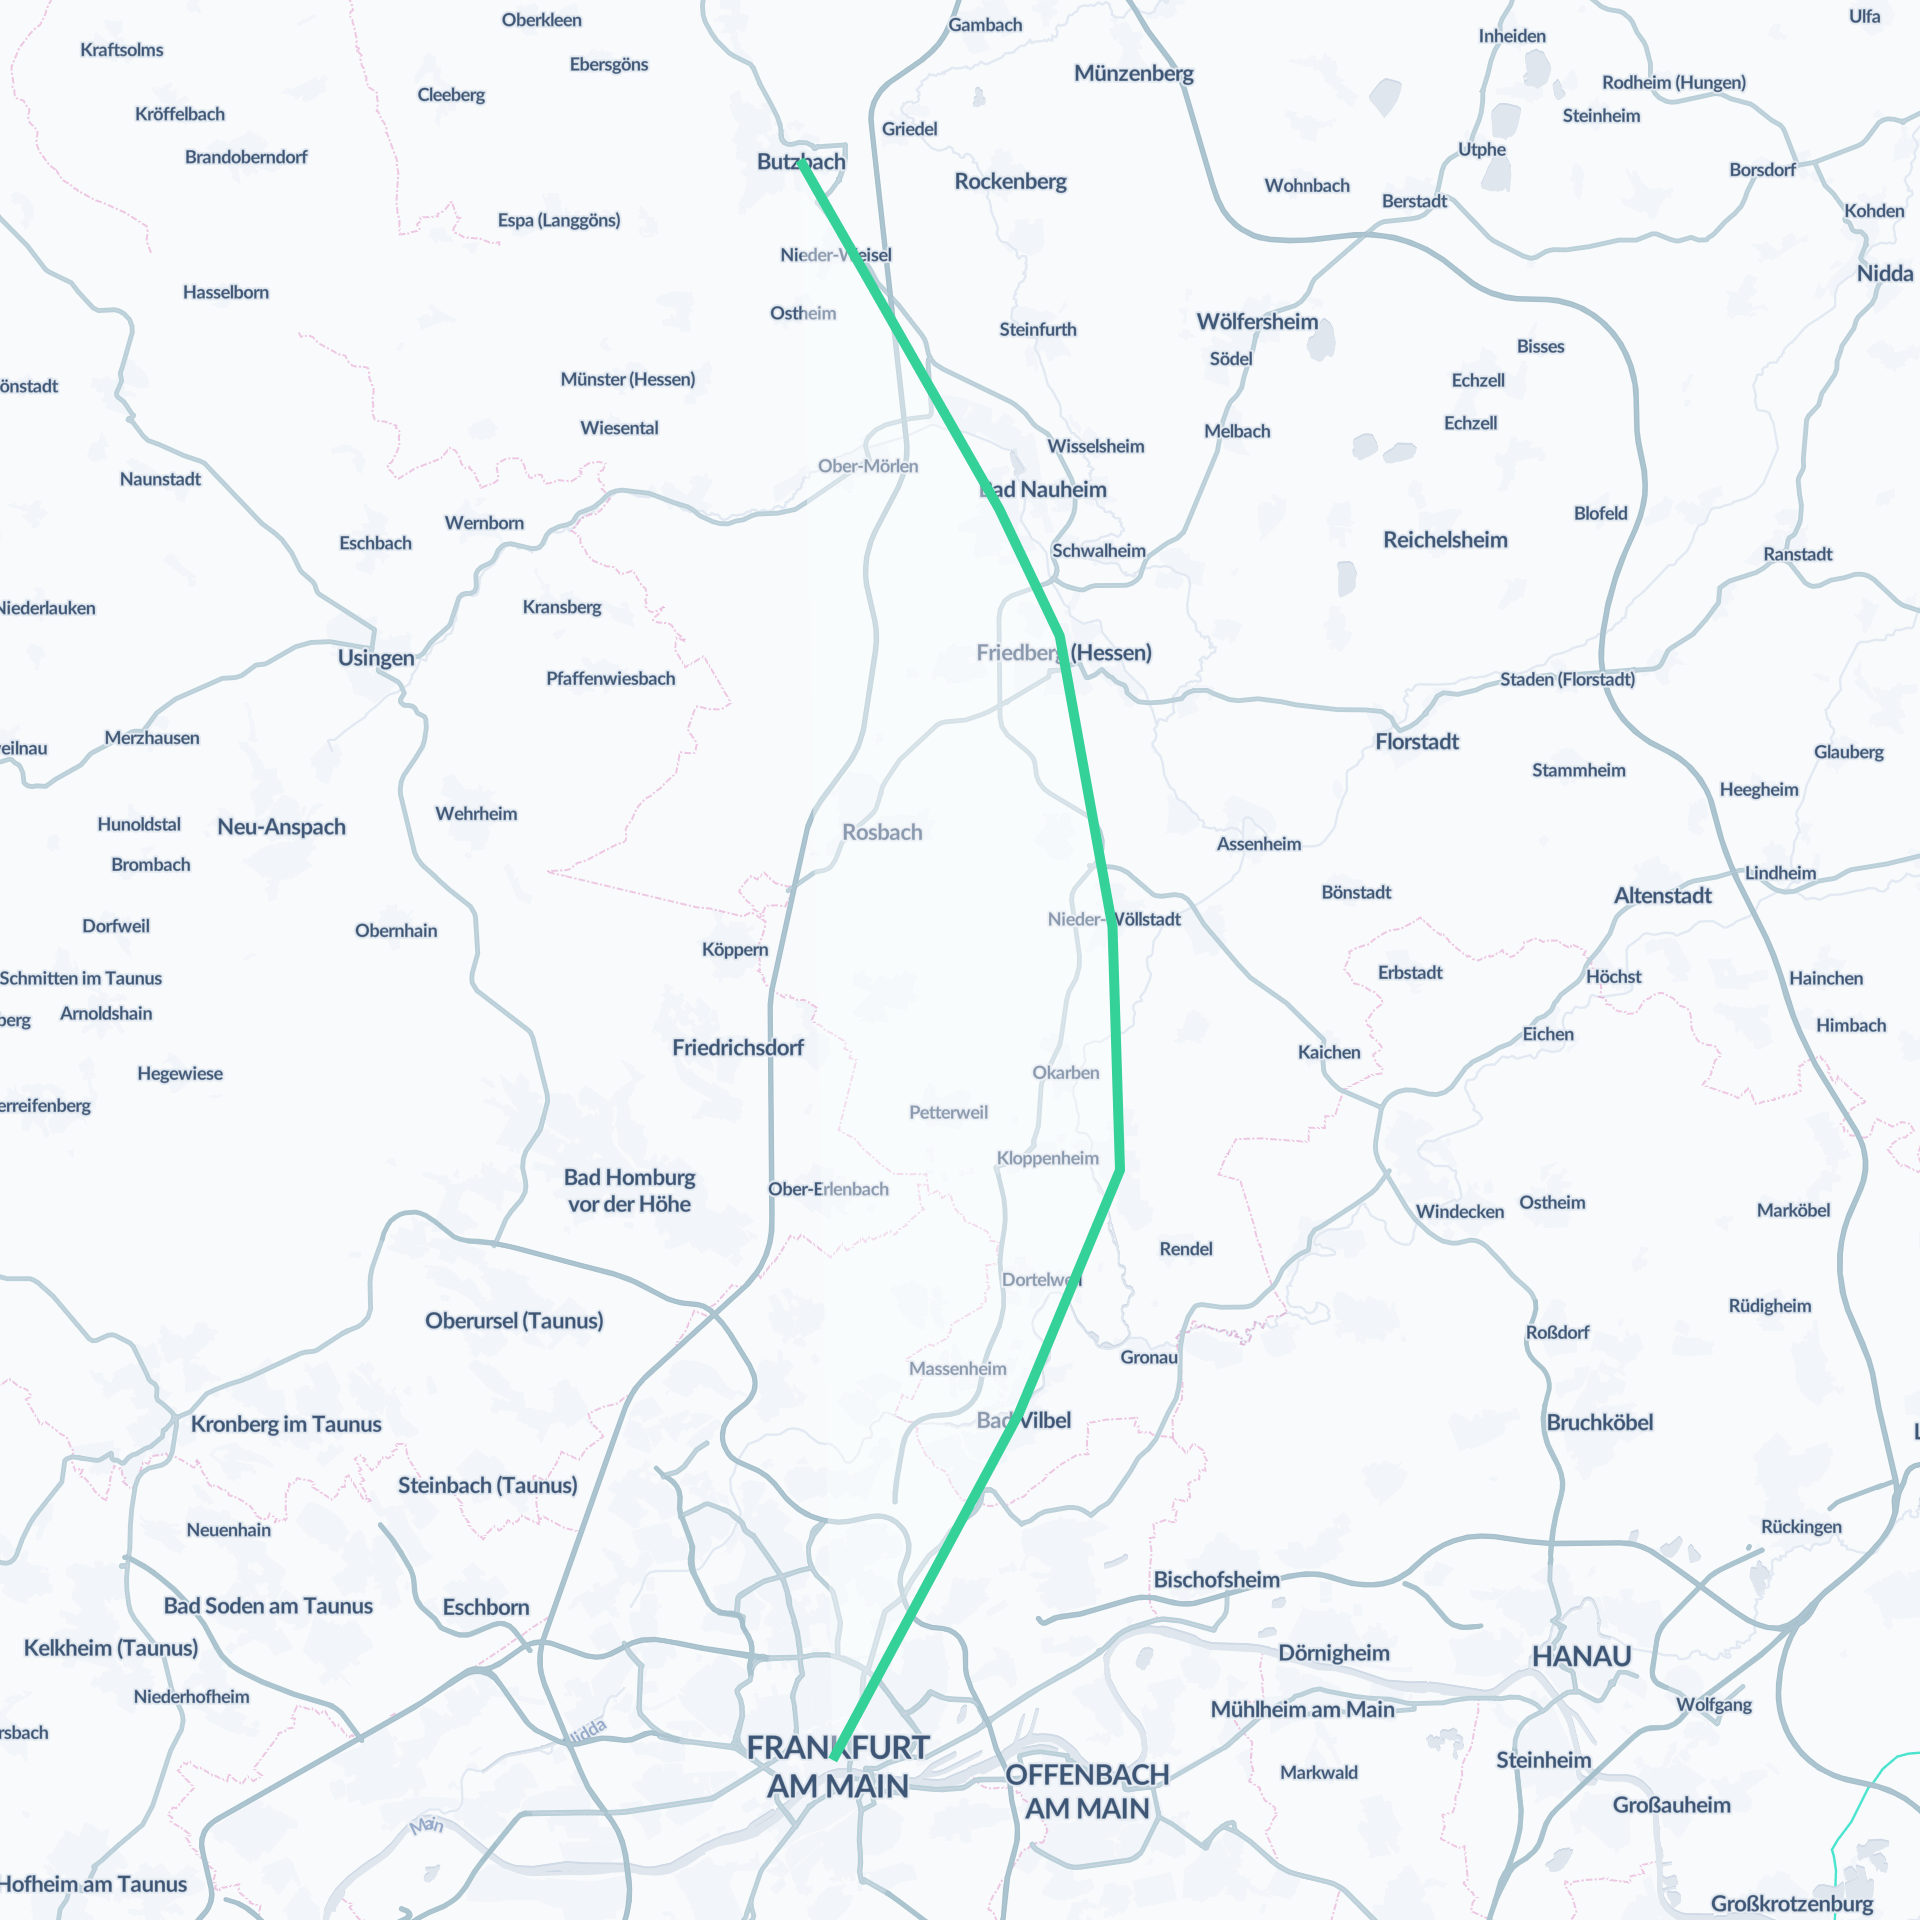 Oberkleen
Gambach
Ulfa
Kraftsolms
Inheiden
Ebersgöns
Münzenberg
Rodheim (Hungen)
Cleeberg
Kröffelbach
Griedel
Steinheim
Brandoberndorf
Butzbach
Utphe
Borsdorf
Rockenberg
Wohnbach
Berstadt
Kohden
Espa (Langgöns)
Nieder-Weisel
Nidda
Hasselborn
Ostheim
Steinfurth
Wölfersheim
Bisses
Södel
Münster (Hessen)
Echzell
önstadt
Wiesental
Echzell
Melbach
Wisselsheim
Ober-Mörlen
Naunstadt
Bad Nauheim
Wernborn
Blofeld
Eschbach
Reichelsheim
Schwalheim
Ranstadt
Niederlauken
Kransberg
Usingen
Friedberg (Hessen)
Pfaffenwiesbach
Staden (Florstadt)
Merzhausen
eilnau
Florstadt
Glauberg
Stammheim
Heegheim
Wehrheim
Hunoldstal
Neu-Anspach
Rosbach
Assenheim
Brombach
Lindheim
Bönstadt
Altenstadt
Dorfweil
Obernhain
Nieder-Wöllstadt
Köppern
Schmitten im Taunus
Erbstadt
Höchst
Hainchen
berg
Arnoldshain
Himbach
Eichen
Friedrichsdorf
Kaichen
Hegewiese
Okarben
erreifenberg
Petterweil
Kloppenheim
Bad Homburg
vor der Höhe
Ober-Erlenbach
Windecken
Ostheim
Marköbel
Rendel
Dortelweil
Rüdigheim
Oberursel (Taunus)
Roßdorf
Gronau
Massenheim
Kronberg im Taunus
Bad Vilbel
Bruchköbel
L
Steinbach (Taunus)
Neuenhain
Rückingen
Bischofsheim
Bad Soden am Taunus
Eschborn
Kelkheim (Taunus)
Dörnigheim
HANAU
Niederhofheim
Wolfgang
Mühlheim am Main
rsbach
Nidda
FRANKFURT
AM MAIN
Steinheim
OFFENBACH
AM MAIN
Markwald
Großauheim
Main
Hofheim am Taunus
Großkrotzenburg